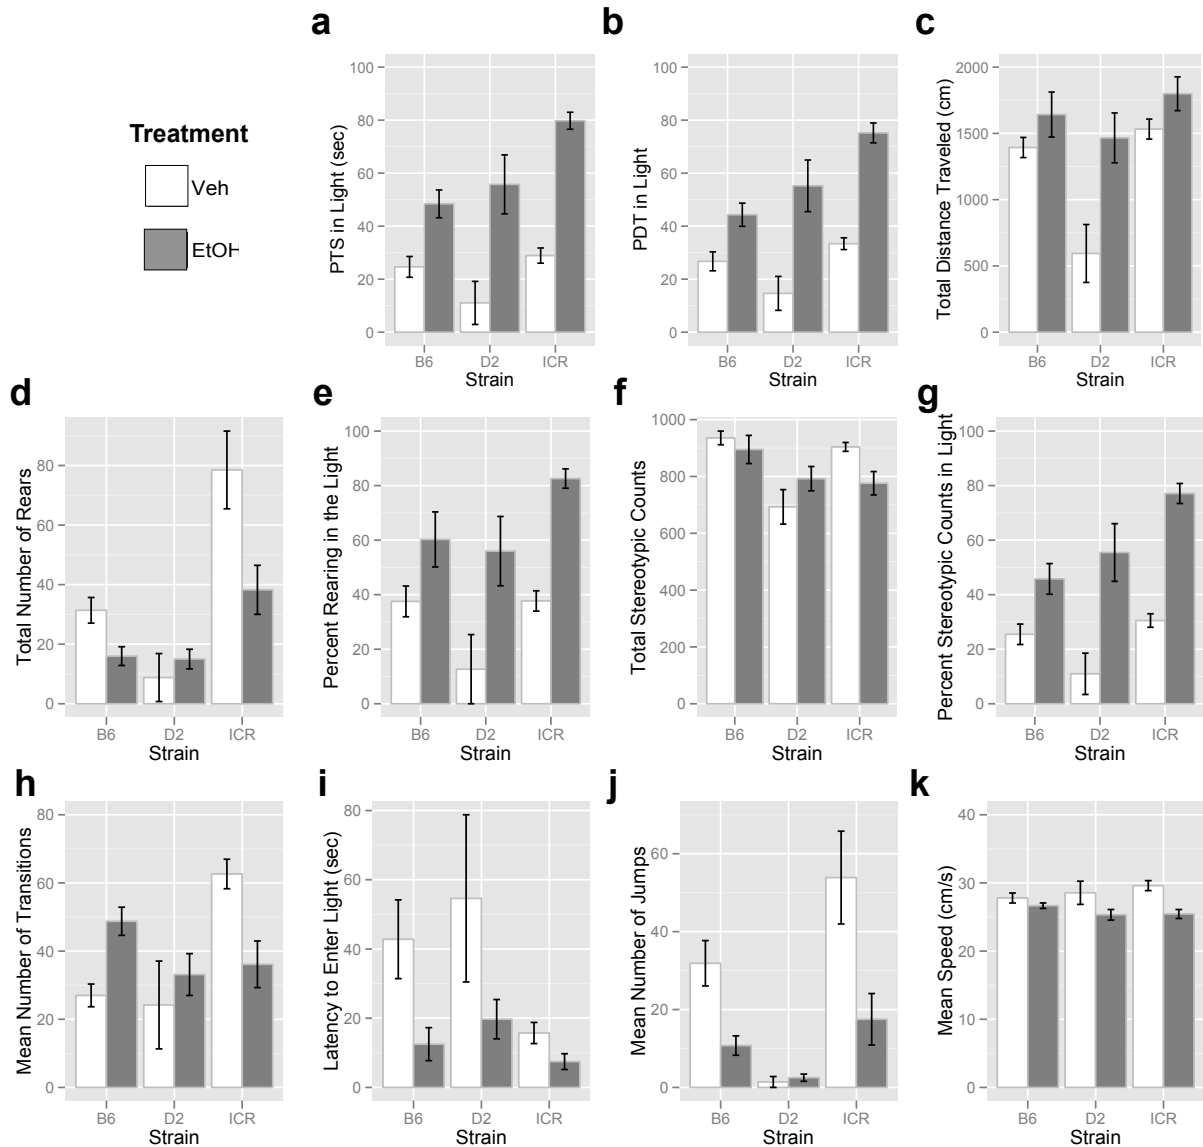 a
b
c
Treatment
Veh
EtOH
PTS in Light (sec)
100
80
60
40
20
0
B6 D2 ICR
Strain
PDT in Light
100
80
60
40
20
0
B6 D2 ICR
Strain
Total Distance Traveled (cm)
2000
1500
1000
500
0
B6 D2 ICR
Strain
d
e
f
g
Total Number of Rears
80
60
40
20
0
B6 D2 ICR
Strain
Percent Rearing in the Light
100
80
60
40
20
0
B6 D2 ICR
Strain
Total Stereotypic Counts
1000
800
600
400
200
0
B6 D2 ICR
Strain
Percent Stereotypic Counts in Light
100
80
60
40
20
0
B6 D2 ICR
Strain
h
i
j
k
Mean Number of Transitions
80
60
40
20
0
B6 D2 ICR
Strain
Latency to Enter Light (sec)
80
60
40
20
0
B6 D2 ICR
Strain
Mean Number of Jumps
60
40
20
0
B6 D2 ICR
Strain
Mean Speed (cm/s)
40
30
20
10
0
B6 D2 ICR
Strain